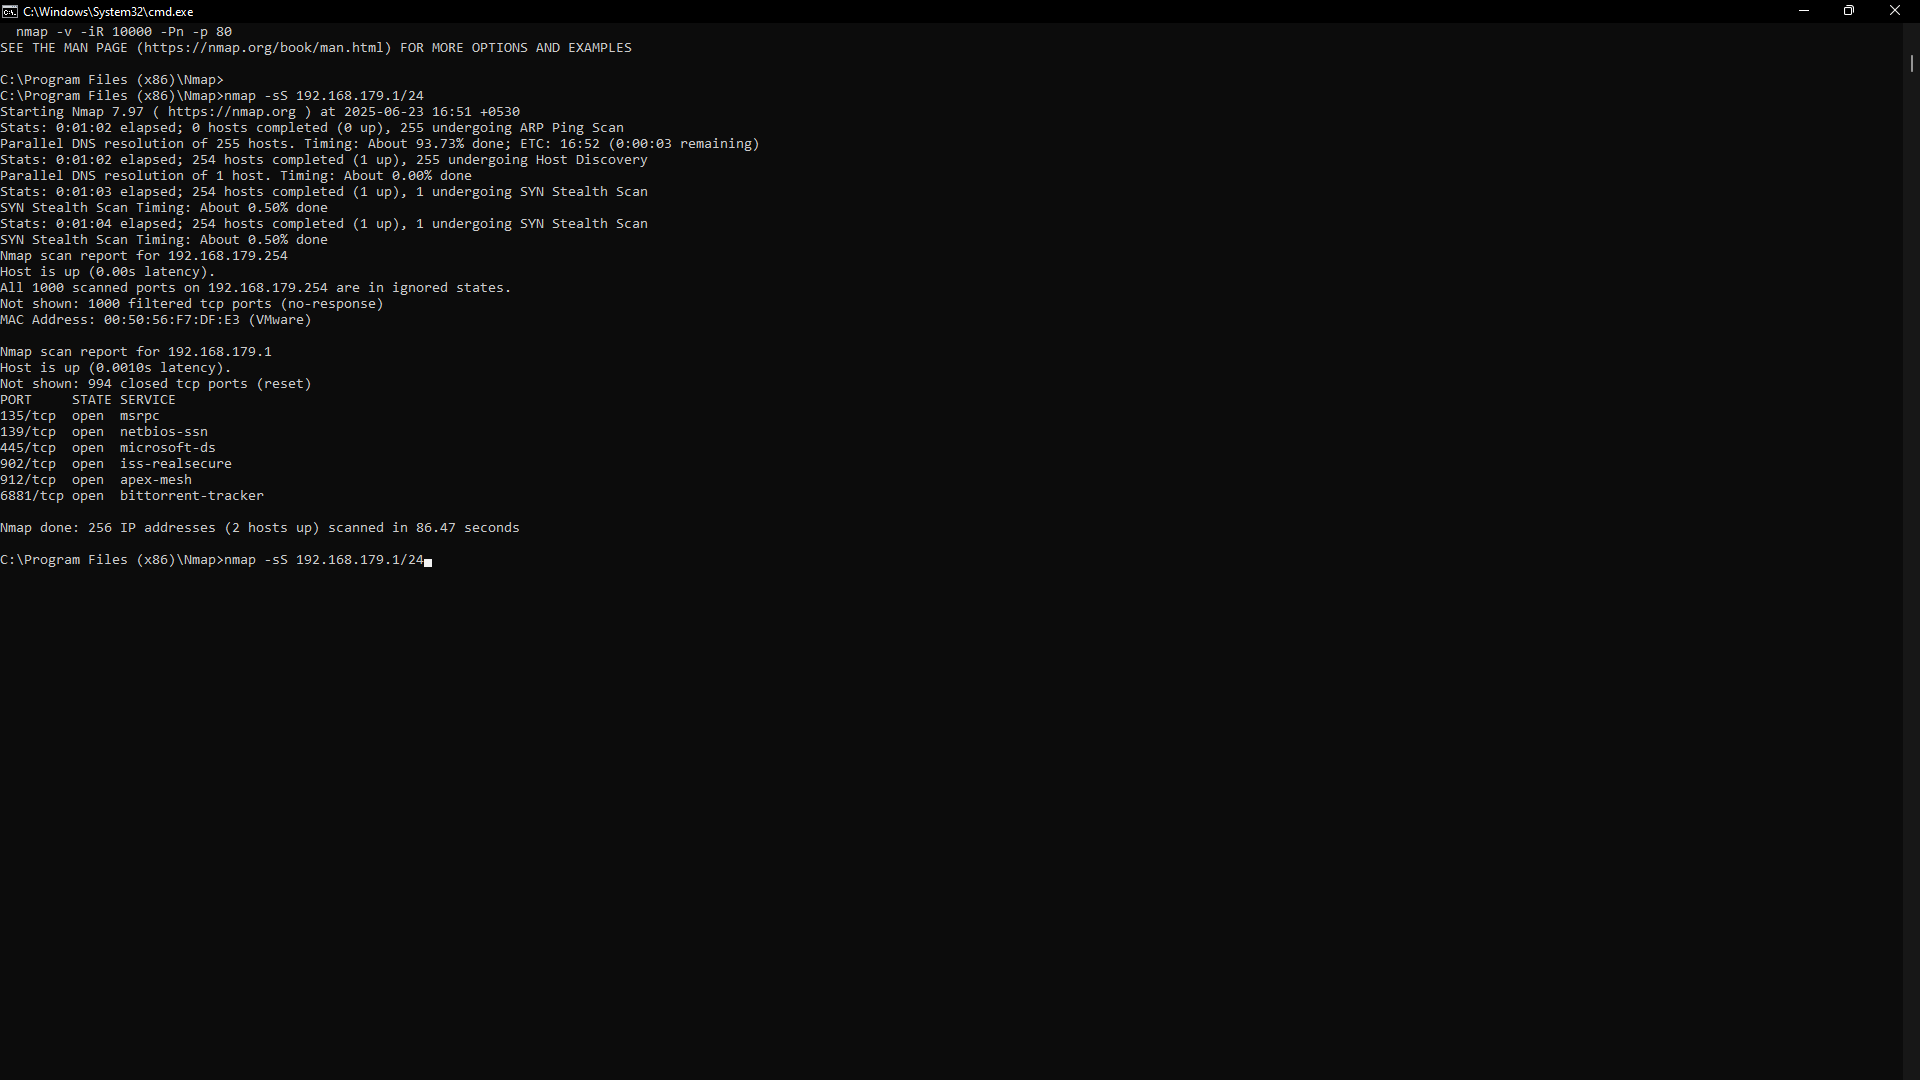 C:\Windows\System32\cmd.exe
  nmap -v -iR 10000 -Pn -p 80
SEE THE MAN PAGE (https://nmap.org/book/man.html) FOR MORE OPTIONS AND EXAMPLES
C:\Program Files (x86)\Nmap>
C:\Program Files (x86)\Nmap>nmap -sS 192.168.179.1/24
Starting Nmap 7.97 ( https://nmap.org ) at 2025-06-23 16:51 +0530
Stats: 0:01:02 elapsed; 0 hosts completed (0 up), 255 undergoing ARP Ping Scan
Parallel DNS resolution of 255 hosts. Timing: About 93.73% done; ETC: 16:52 (0:00:03 remaining)
Stats: 0:01:02 elapsed; 254 hosts completed (1 up), 255 undergoing Host Discovery
Parallel DNS resolution of 1 host. Timing: About 0.00% done
Stats: 0:01:03 elapsed; 254 hosts completed (1 up), 1 undergoing SYN Stealth Scan
SYN Stealth Scan Timing: About 0.50% done
Stats: 0:01:04 elapsed; 254 hosts completed (1 up), 1 undergoing SYN Stealth Scan
SYN Stealth Scan Timing: About 0.50% done
Nmap scan report for 192.168.179.254
Host is up (0.00s latency).
All 1000 scanned ports on 192.168.179.254 are in ignored states.
Not shown: 1000 filtered tcp ports (no-response)
MAC Address: 00:50:56:F7:DF:E3 (VMware)
Nmap scan report for 192.168.179.1
Host is up (0.0010s latency).
Not shown: 994 closed tcp ports (reset)
PORT     STATE SERVICE
135/tcp  open  msrpc
139/tcp  open  netbios-ssn
445/tcp  open  microsoft-ds
902/tcp  open  iss-realsecure
912/tcp  open  apex-mesh
6881/tcp open  bittorrent-tracker
Nmap done: 256 IP addresses (2 hosts up) scanned in 86.47 seconds
C:\Program Files (x86)\Nmap>nmap -sS 192.168.179.1/24